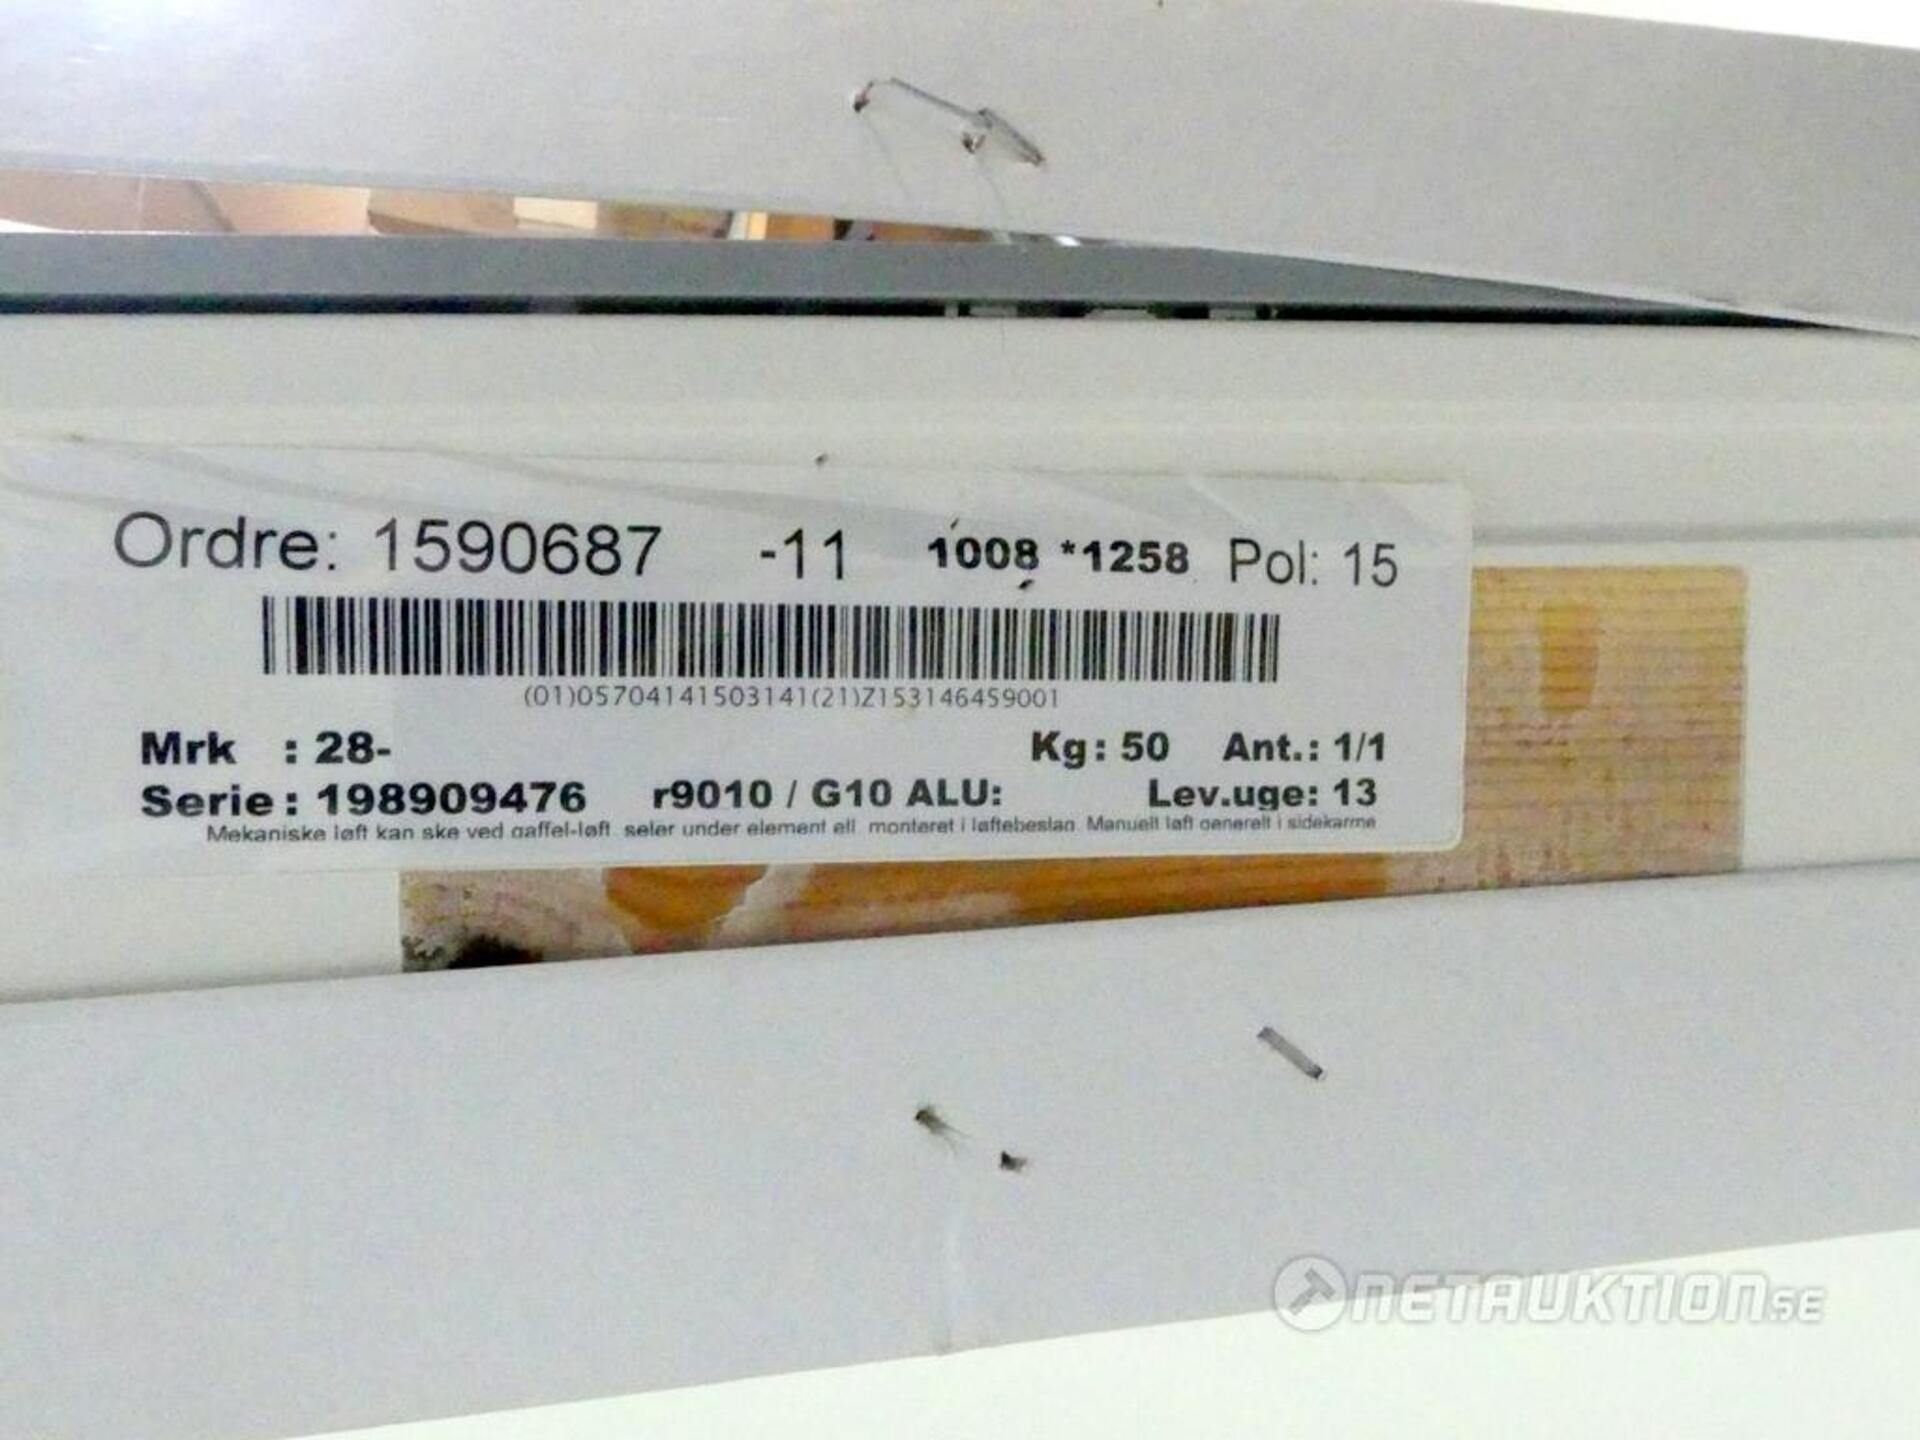 Ordre: 1590687 -11 1008 *1258 Pol: 15
(01)05704141503141(21)Z153146459001
Mrk : 28- Kg: 50 Ant.: 1/1
Serie: 198909476 r9010 / G10 ALU: Lev.uge: 13
Mekaniske løft kan ske ved gaffel-løft, seler under element ell. monteret i løftebeslag. Manuelt løft generelt i sidekarme
NETAUKTION.SE